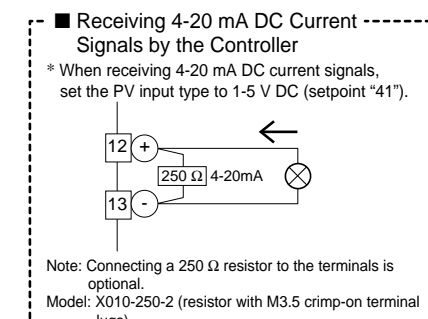 ■ Receiving 4-20 mA DC Current
Signals by the Controller
* When receiving 4-20 mA DC current signals,
set the PV input type to 1-5 V DC (setpoint "41").
12 +
250 Ω 4-20mA
13 -
Note: Connecting a 250 Ω resistor to the terminals is
optional.
Model: X010-250-2 (resistor with M3.5 crimp-on terminal
lugs)